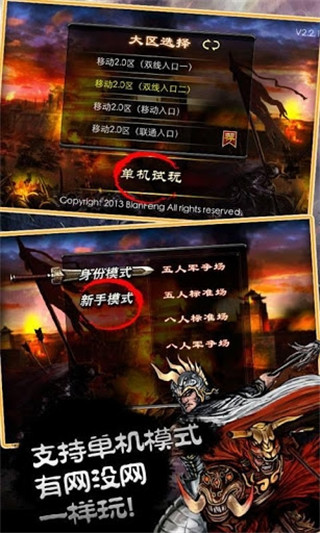 大区选择
V2.2.1
移动2.0区（双线入口一）
移动2.0区（双线入口二）
移动2.0区（移动入口）
移动2.0区（联通入口）
单机试玩
Copyright 2013 BianFeng All rights reserved.
身份模式
新手模式
五人军争场
五人标准场
八人标准场
八人军争场
支持单机模式
有网没网
一样玩!